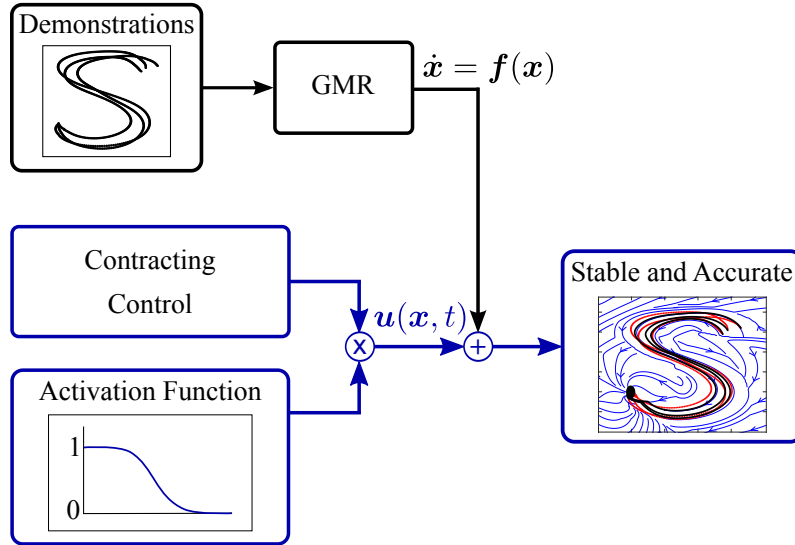 Demonstrations
GMR
ẋ = f(x)
Contracting
Control
u(x, t)
x
+
Stable and Accurate
Activation Function
1
0